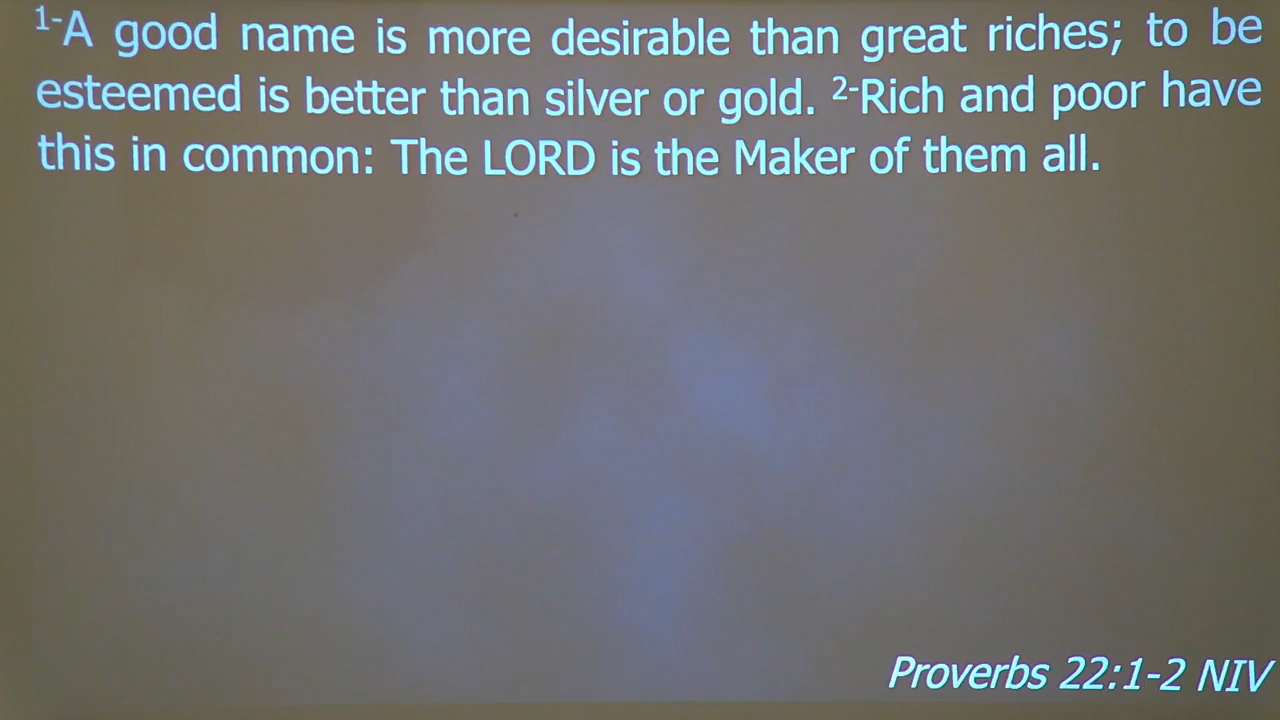 1-A good name is more desirable than great riches; to be
esteemed is better than silver or gold. 2-Rich and poor have
this in common: The LORD is the Maker of them all.
Proverbs 22:1-2 NIV